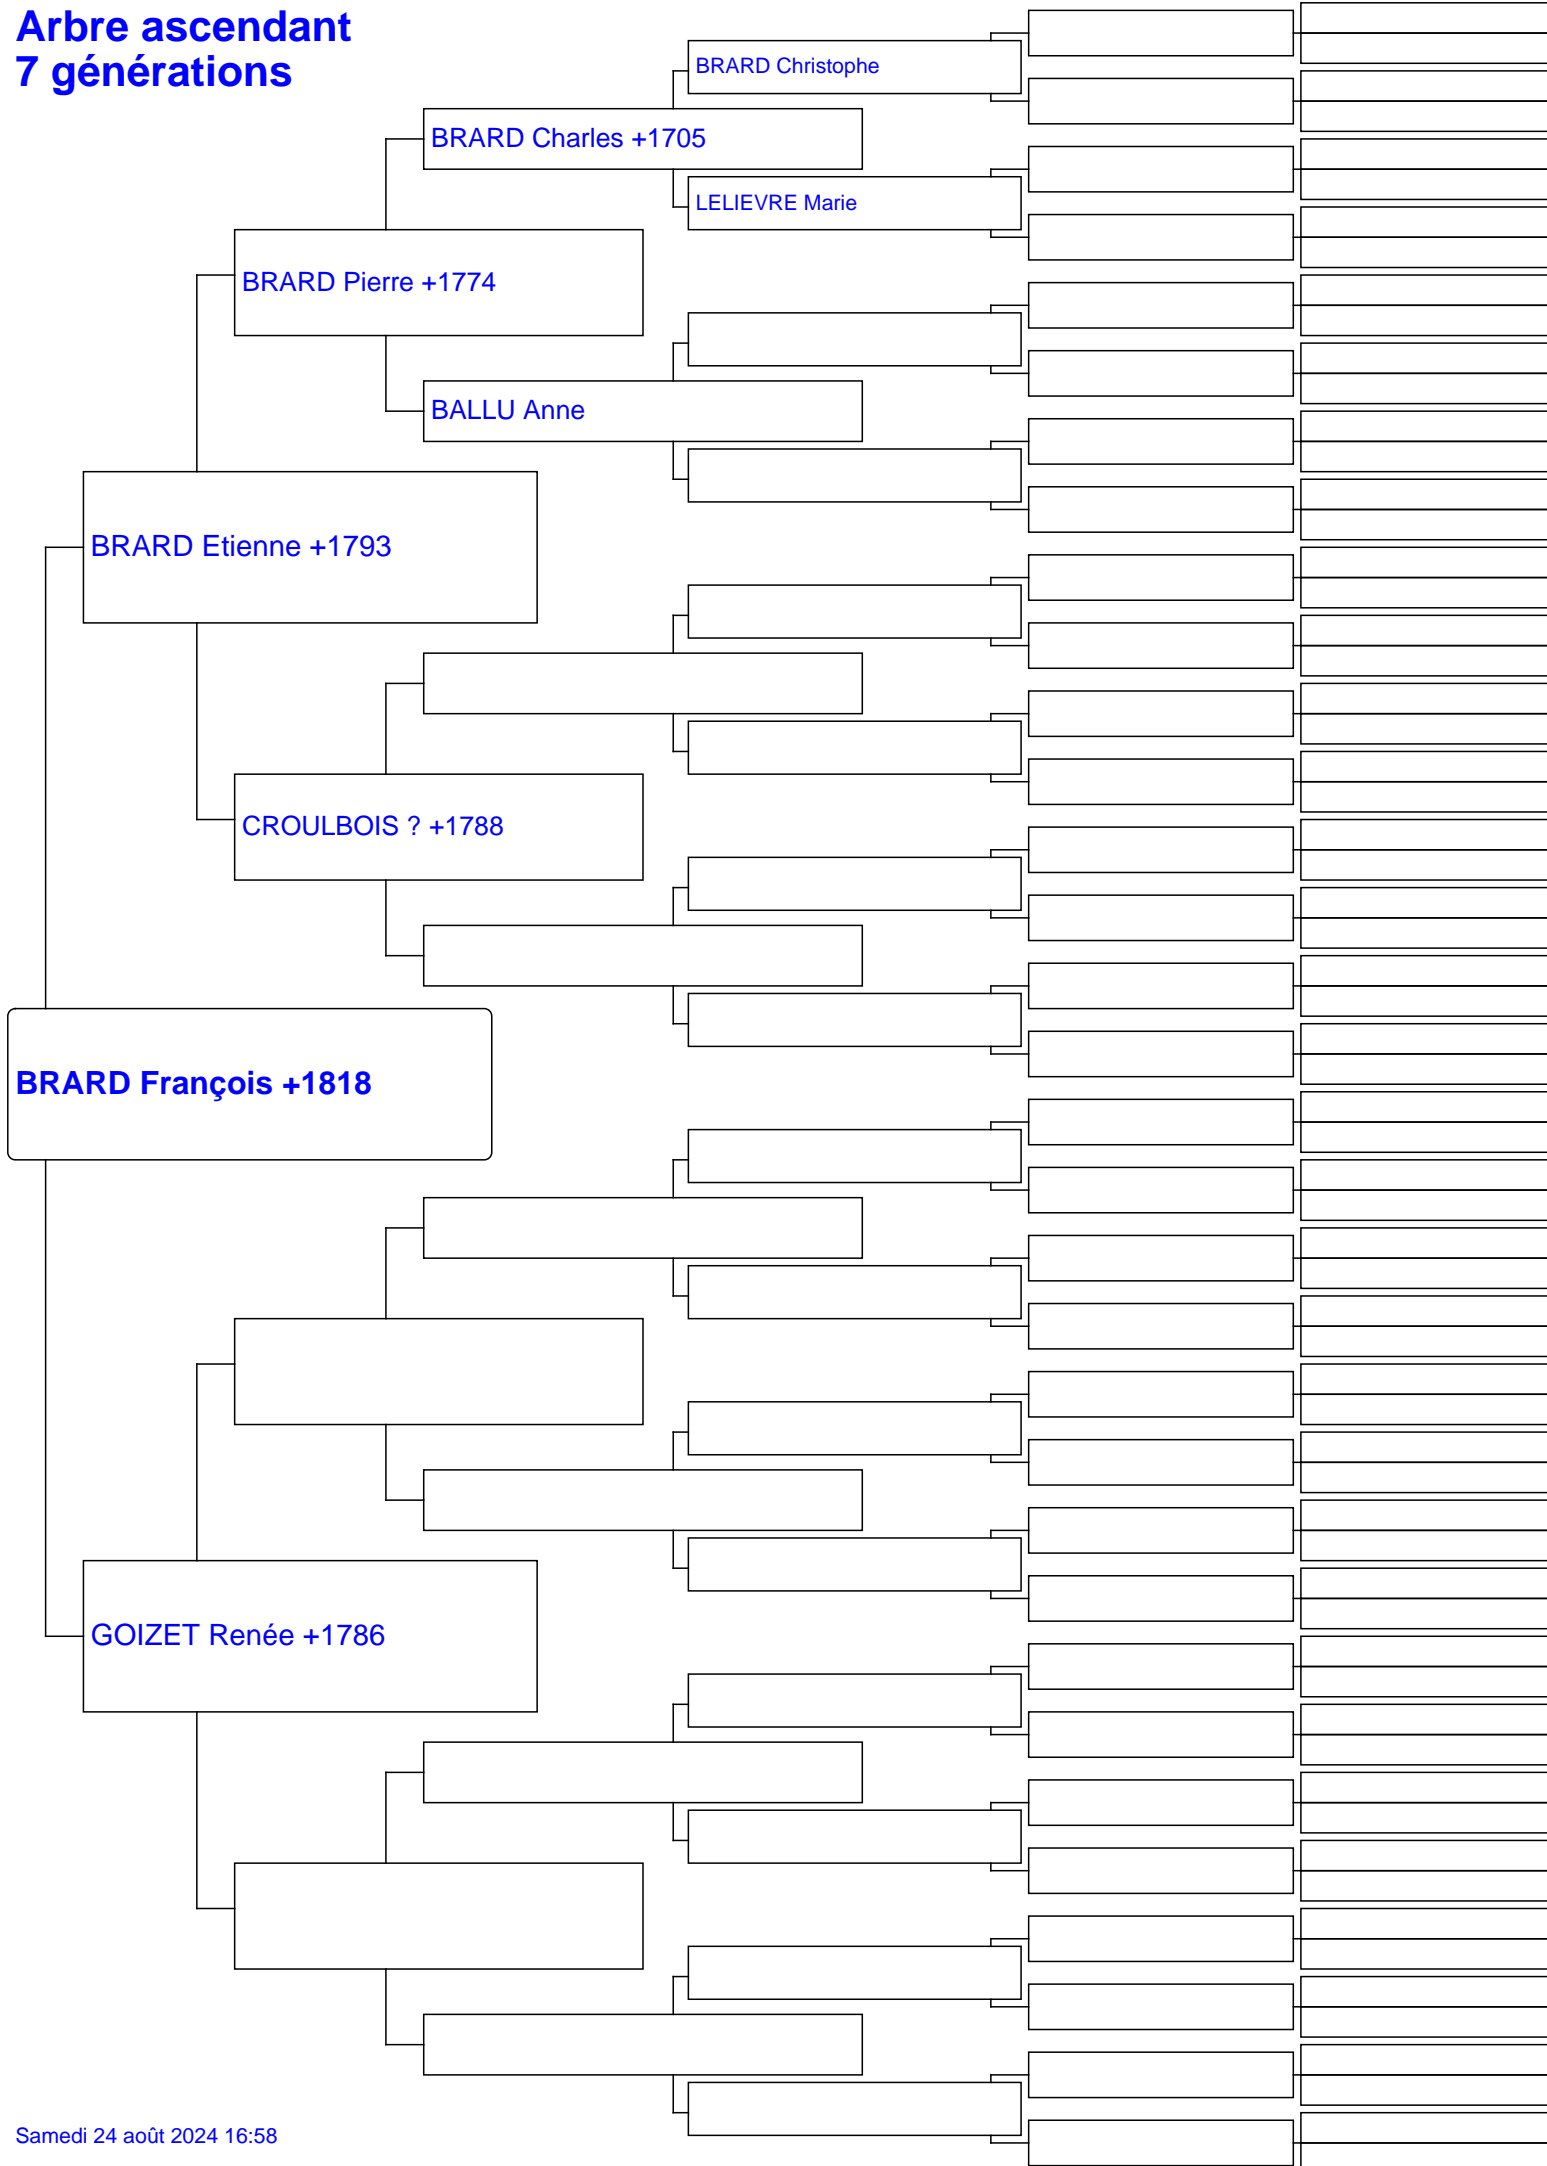 Arbre ascendant
7 générations
BRARD Christophe
BRARD Charles +1705
LELIEVRE Marie
BRARD Pierre +1774
BALLU Anne
BRARD Etienne +1793
CROULBOIS ? +1788
BRARD François +1818
GOIZET Renée +1786
Samedi 24 août 2024 16:58